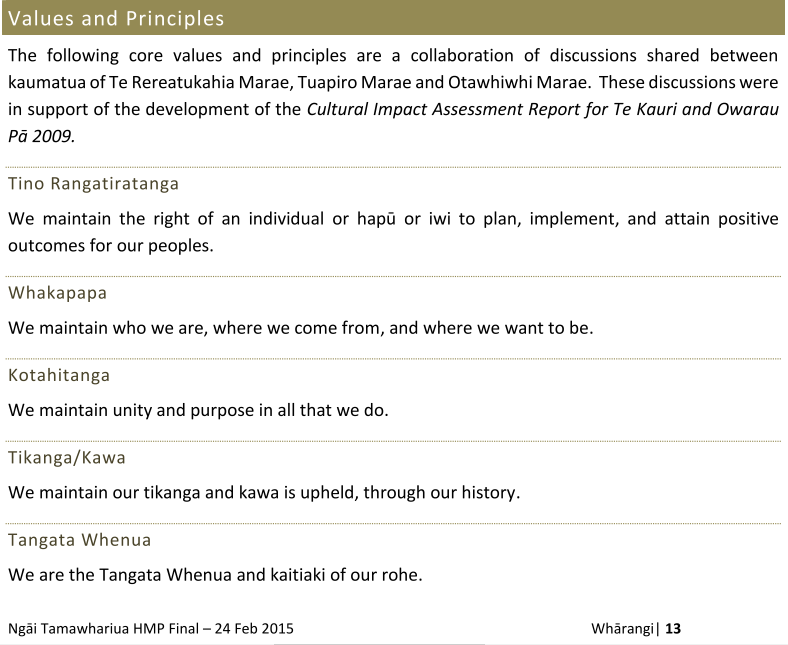 Values and Principles
The following core values and principles are a collaboration of discussions shared between
kaumatua of Te Rereatukahia Marae, Tuapiro Marae and Otawhiwhi Marae. These discussions were
in support of the development of the Cultural Impact Assessment Report for Te Kauri and Owarau
Pā 2009.
Tino Rangatiratanga
We maintain the right of an individual or hapū or iwi to plan, implement, and attain positive
outcomes for our peoples.
Whakapapa
We maintain who we are, where we come from, and where we want to be.
Kotahitanga
We maintain unity and purpose in all that we do.
Tikanga/Kawa
We maintain our tikanga and kawa is upheld, through our history.
Tangata Whenua
We are the Tangata Whenua and kaitiaki of our rohe.
Ngāi Tamawhariua HMP Final – 24 Feb 2015 Whārangi| 13